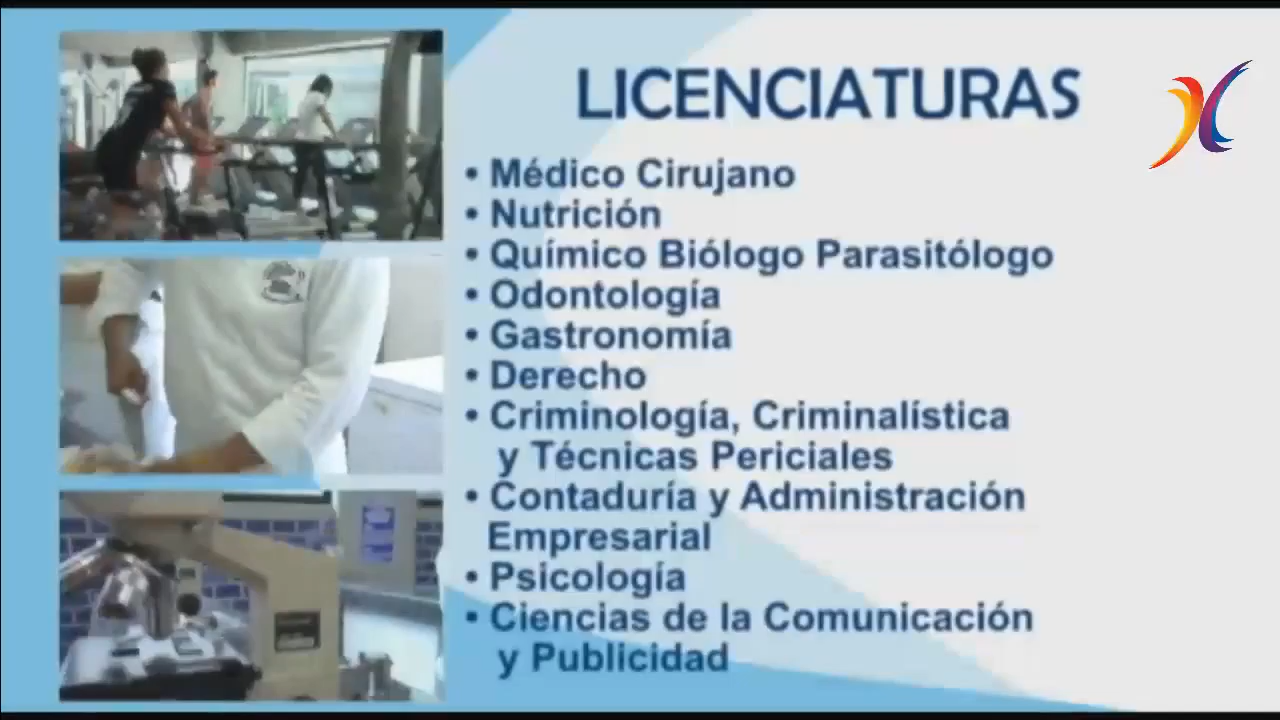 LICENCIATURAS
• Médico Cirujano
• Nutrición
• Químico Biólogo Parasitólogo
• Odontología
• Gastronomía
• Derecho
• Criminología, Criminalística
y Técnicas Periciales
• Contaduría y Administración
Empresarial
• Psicología
• Ciencias de la Comunicación
y Publicidad